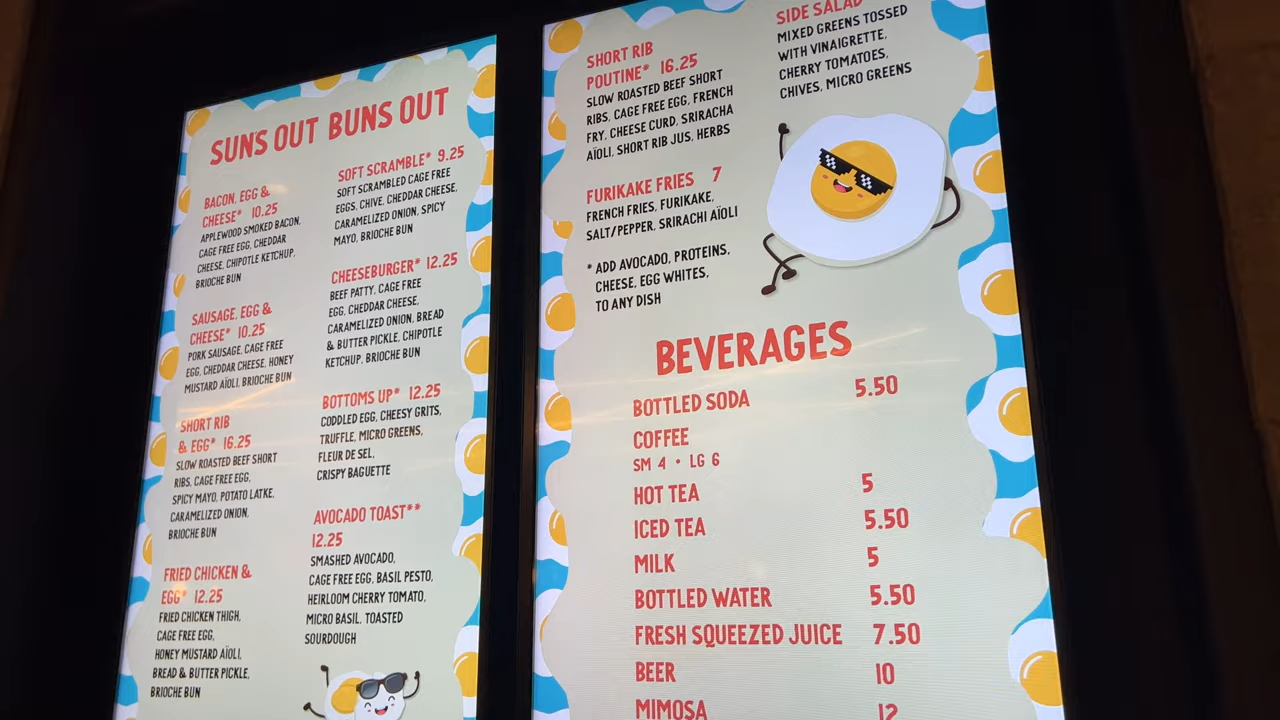 SUN'S OUT BUNS OUT
BACON, EGG &
CHEESE* 10.25
APPLEWOOD SMOKED BACON,
CAGE FREE EGG, CHEDDAR
CHEESE, CHIPOTLE KETCHUP,
BRIOCHE BUN
SAUSAGE, EGG &
CHEESE* 10.25
PORK SAUSAGE, CAGE FREE
EGG, CHEDDAR CHEESE, HONEY
MUSTARD AÏOLI, BRIOCHE BUN
SHORT RIB
& EGG* 16.25
SLOW ROASTED BEEF SHORT
RIBS, CAGE FREE EGG,
SPICY MAYO, POTATO LATKE,
CARAMELIZED ONION,
BRIOCHE BUN
FRIED CHICKEN &
EGG* 12.25
FRIED CHICKEN THIGH,
CAGE FREE EGG,
HONEY MUSTARD AÏOLI,
BREAD & BUTTER PICKLE,
BRIOCHE BUN
SOFT SCRAMBLE* 9.25
SOFT SCRAMBLED CAGE FREE
EGGS, CHIVE, CHEDDAR CHEESE,
CARAMELIZED ONION, SPICY
MAYO, BRIOCHE BUN
CHEESEBURGER* 12.25
BEEF PATTY, CAGE FREE
EGG, CHEDDAR CHEESE,
CARAMELIZED ONION, BREAD
& BUTTER PICKLE, CHIPOTLE
KETCHUP, BRIOCHE BUN
BOTTOMS UP* 12.25
CODDLED EGG, CHEESY GRITS,
TRUFFLE, MICRO GREENS,
FLEUR DE SEL,
CRISPY BAGUETTE
AVOCADO TOAST**
12.25
SMASHED AVOCADO,
CAGE FREE EGG, BASIL PESTO,
HEIRLOOM CHERRY TOMATO,
MICRO BASIL, TOASTED
SOURDOUGH
SHORT RIB
POUTINE* 16.25
SLOW ROASTED BEEF SHORT
RIBS, CAGE FREE EGG, FRENCH
FRY, CHEESE CURD, SRIRACHA
AÏOLI, SHORT RIB JUS, HERBS
FURIKAKE FRIES 7
FRENCH FRIES, FURIKAKE,
SALT/PEPPER, SRIRACHI AÏOLI
* ADD AVOCADO, PROTEINS,
CHEESE, EGG WHITES,
TO ANY DISH
SIDE SALAD
MIXED GREENS TOSSED
WITH VINAIGRETTE,
CHERRY TOMATOES,
CHIVES, MICRO GREENS
BEVERAGES
BOTTLED SODA 5.50
COFFEE
SM 4 • LG 6
HOT TEA 5
ICED TEA 5.50
MILK 5
BOTTLED WATER 5.50
FRESH SQUEEZED JUICE 7.50
BEER 10
MIMOSA 12